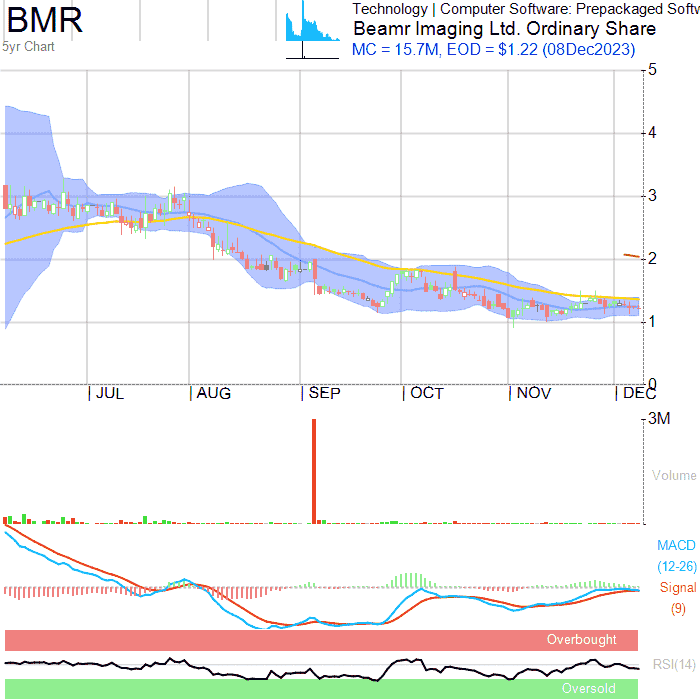 BMR
5yr Chart
Technology | Computer Software: Prepackaged Softw
Beamr Imaging Ltd. Ordinary Share
MC = 15.7M, EOD = $1.22 (08Dec2023)
5
4
3
2
1
0
JUL AUG SEP OCT NOV DEC
3M
Volume
MACD
(12-26)
Signal
(9)
Overbought
RSI(14)
Oversold